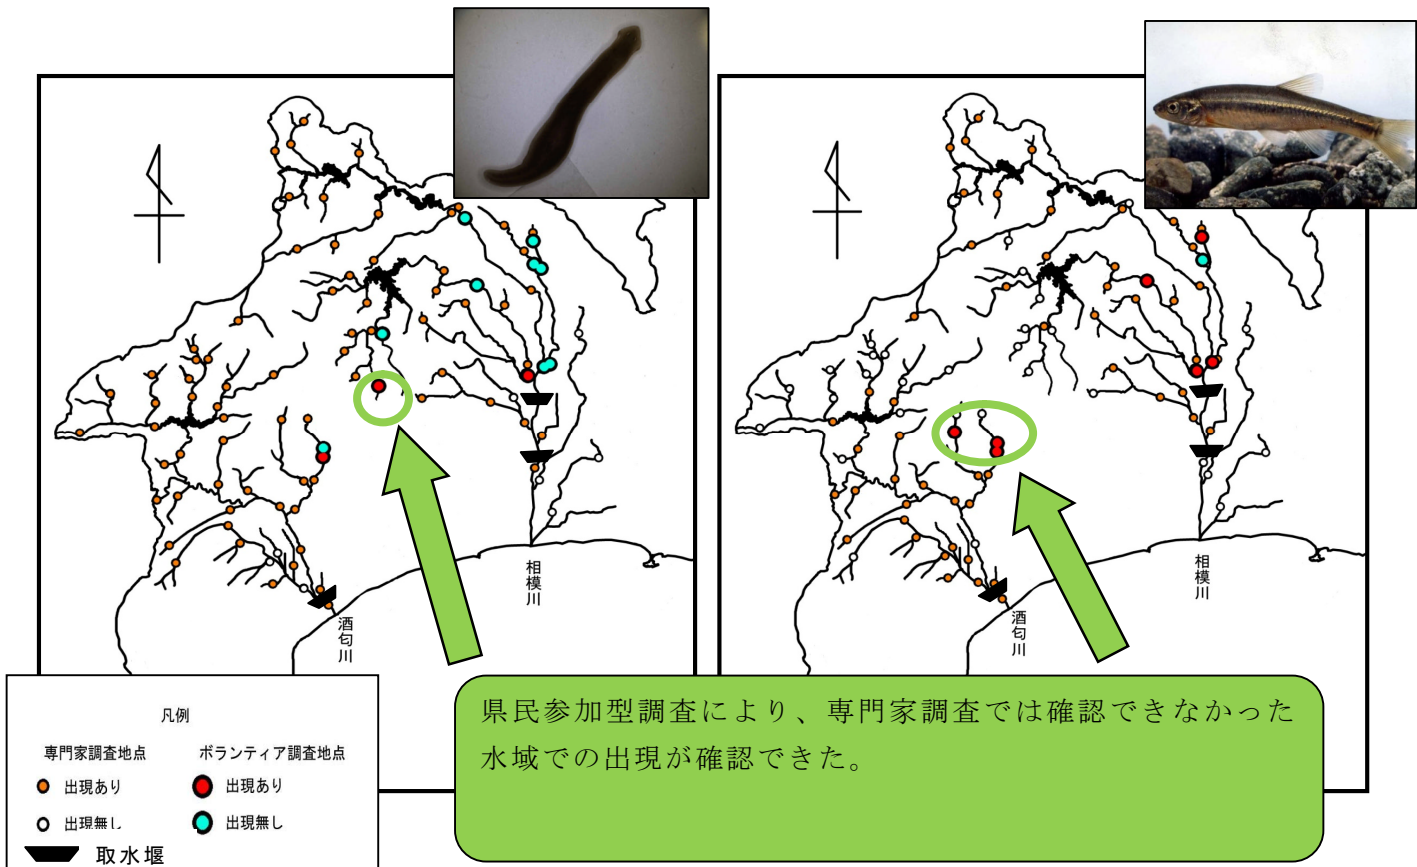 相模川
酒匂川
相模川
酒匂川
県民参加型調査により、専門家調査では確認できなかった
水域での出現が確認できた。
凡例
専門家調査地点 ボランティア調査地点
出現あり 出現あり
出現無し 出現無し
取水堰